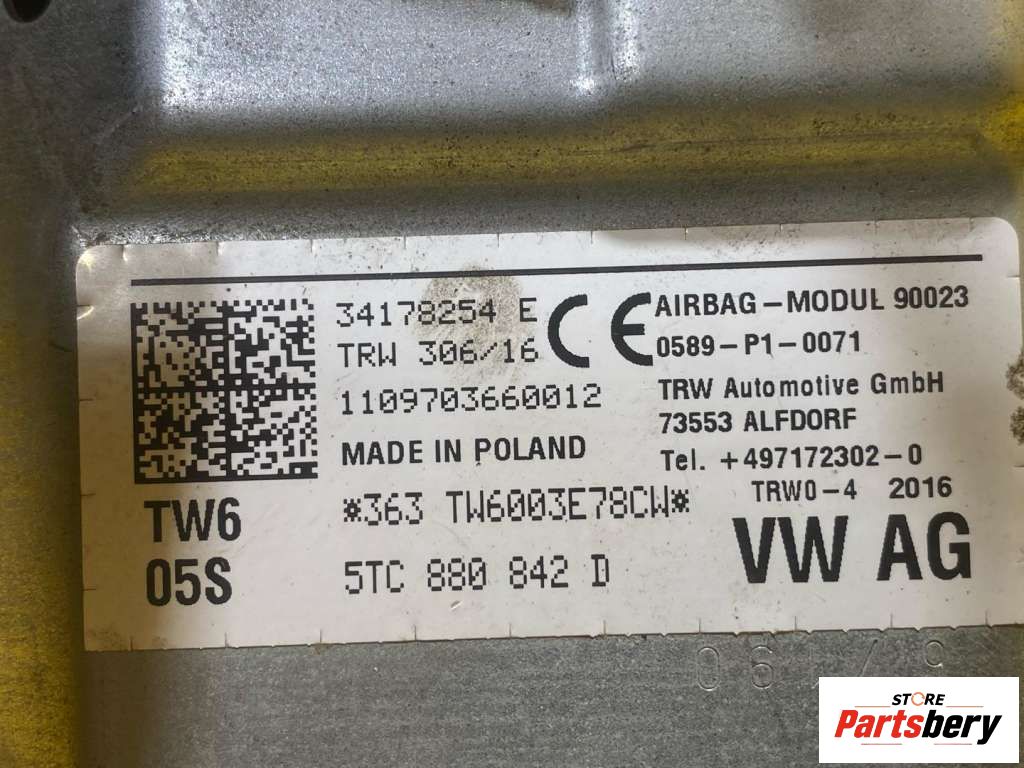 34178254 E
TRW 306/16
1109703660012
MADE IN POLAND
CE
AIRBAG-MODUL 90023
0589-P1-0071
TRW Automotive GmbH
73553 ALFDORF
Tel. +497172302-0
TRW0-4 2016
TW6
05S
*363 TW6003E78CW*
5TC 880 842 D
VW AG
STORE
Partsbery